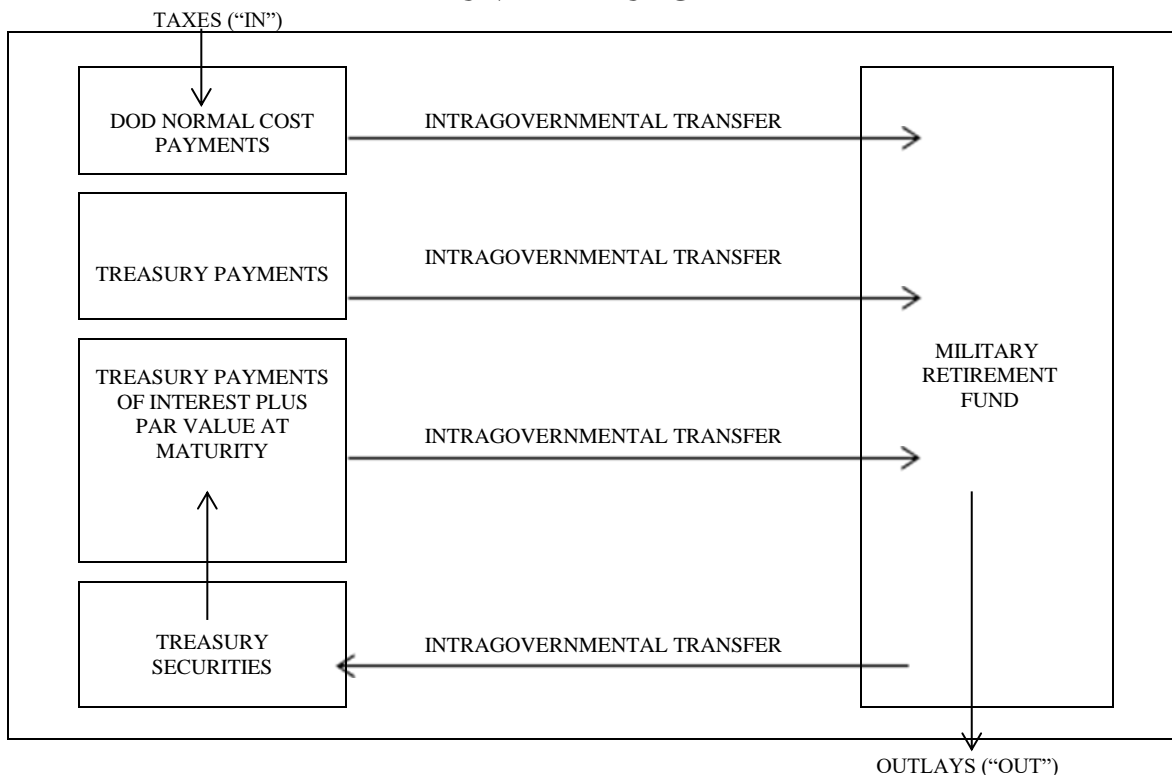 TAXES (“IN”)
DOD NORMAL COST
PAYMENTS
INTRAGOVERNMENTAL TRANSFER
TREASURY PAYMENTS
INTRAGOVERNMENTAL TRANSFER
TREASURY PAYMENTS
OF INTEREST PLUS
PAR VALUE AT
MATURITY
INTRAGOVERNMENTAL TRANSFER
MILITARY
RETIREMENT
FUND
TREASURY
SECURITIES
INTRAGOVERNMENTAL TRANSFER
OUTLAYS (“OUT”)